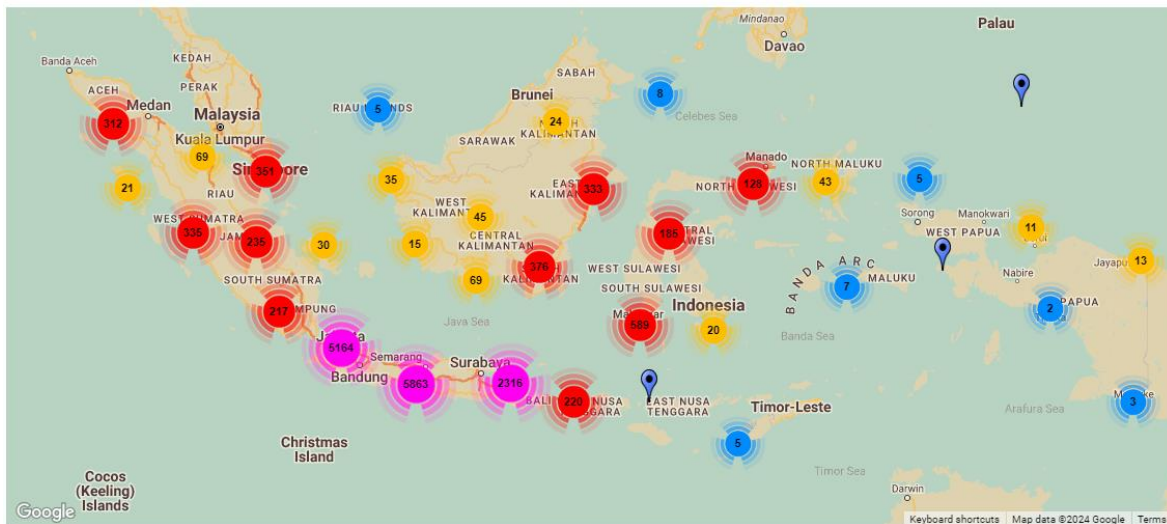 Palau
Mindanao
Davao
Banda Aceh
KEDAH
ACEH
PERAK
Medan
Malaysia
Kuala Lumpur
RIAU
312
69
21
351
335
235
30
WEST SUMATRA
SOUTH SUMATRA
217
5
SABAH
Brunei
24
KALIMANTAN
SARAWAK
35
WEST
45
CENTRAL
KALIMANTAN
15
69
333
376
8
Celebes Sea
Manado
128
NORTH MALUKU
43
185
WEST SULAWESI
SOUTH SULAWESI
589
Indonesia
20
5
Sorong
Manokwari
WEST PAPUA
11
Nabire
13
2
PAPUA
BANDA ARC
MALUKU
7
Banda Sea
Java Sea
5164
Bandung
Semarang
5863
Surabaya
2316
220
EAST NUSA
TENGGARA
Timor-Leste
5
3
Arafura Sea
Timor Sea
Darwin
Christmas
Island
Cocos
(Keeling)
Islands
Google
Keyboard shortcuts
Map data ©2024 Google
Terms